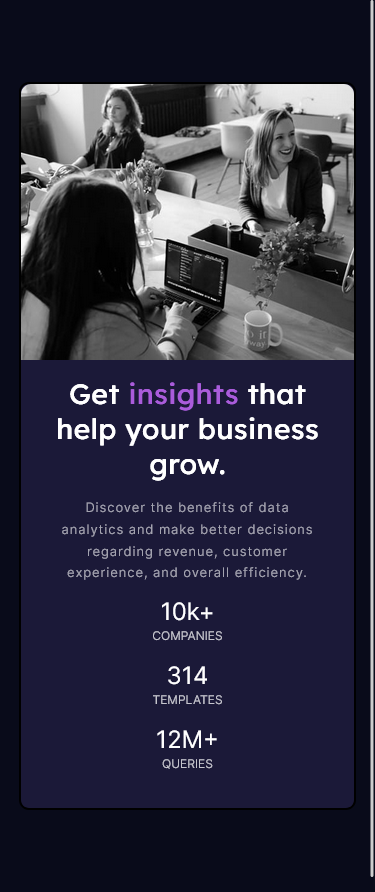 Get insights that
help your business
grow.
Discover the benefits of data
analytics and make better decisions
regarding revenue, customer
experience, and overall efficiency.
10k+
COMPANIES
314
TEMPLATES
12M+
QUERIES